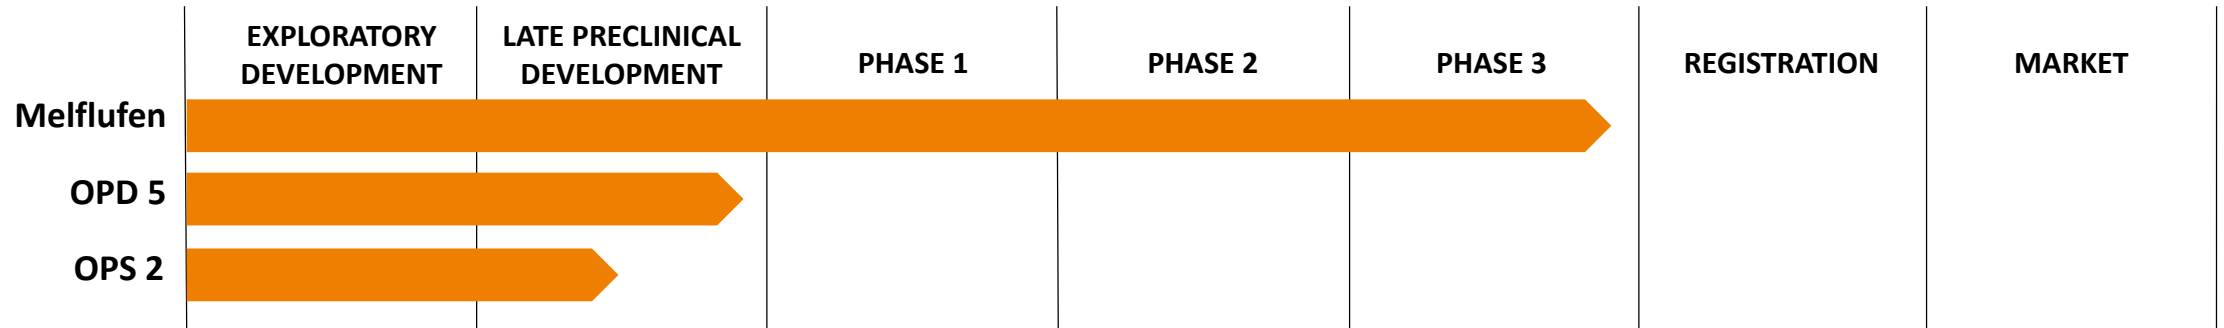 EXPLORATORY
DEVELOPMENT
LATE PRECLINICAL
DEVELOPMENT
PHASE 1
PHASE 2
PHASE 3
REGISTRATION
MARKET
Melflufen
OPD 5
OPS 2